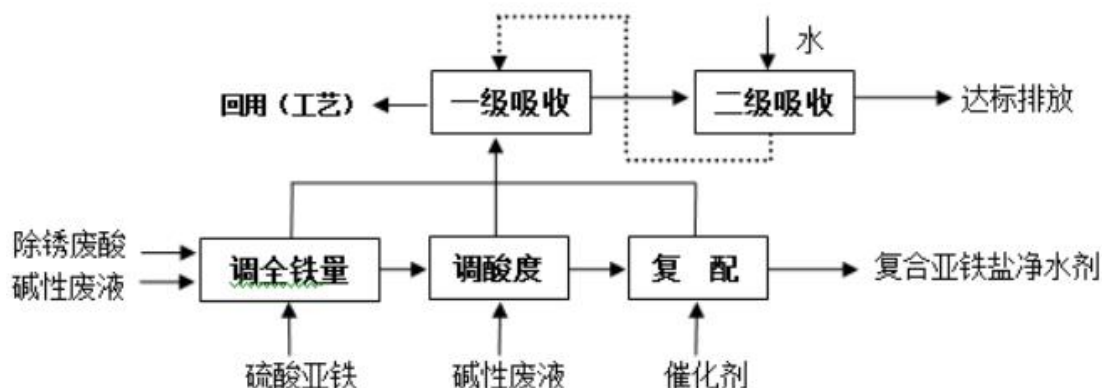 水
回用（工艺）
一级吸收
二级吸收
达标排放
除锈废酸
碱性废液
调全铁量
调酸度
复 配
复合亚铁盐净水剂
硫酸亚铁
碱性废液
催化剂